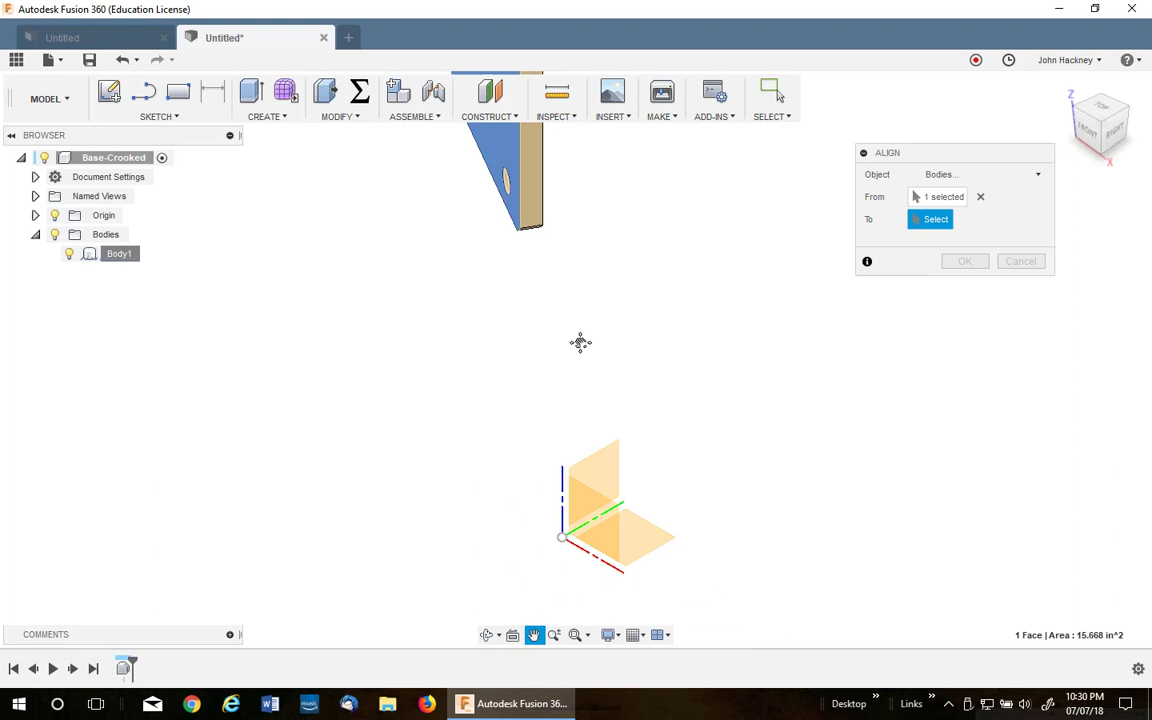 Autodesk Fusion 360 (Education License)
Untitled
Untitled*
John Hackney
MODEL
SKETCH
CREATE
MODIFY
ASSEMBLE
CONSTRUCT
INSPECT
INSERT
MAKE
ADD-INS
SELECT
BROWSER
Base-Crooked
Document Settings
Named Views
Origin
Bodies
Body1
Z
TOP
FRONT
RIGHT
X
ALIGN
Object Bodies...
From 1 selected
To Select
OK Cancel
COMMENTS
1 Face | Area : 15.668 in^2
Autodesk Fusion 36...
Desktop
Links
10:30 PM
07/07/18